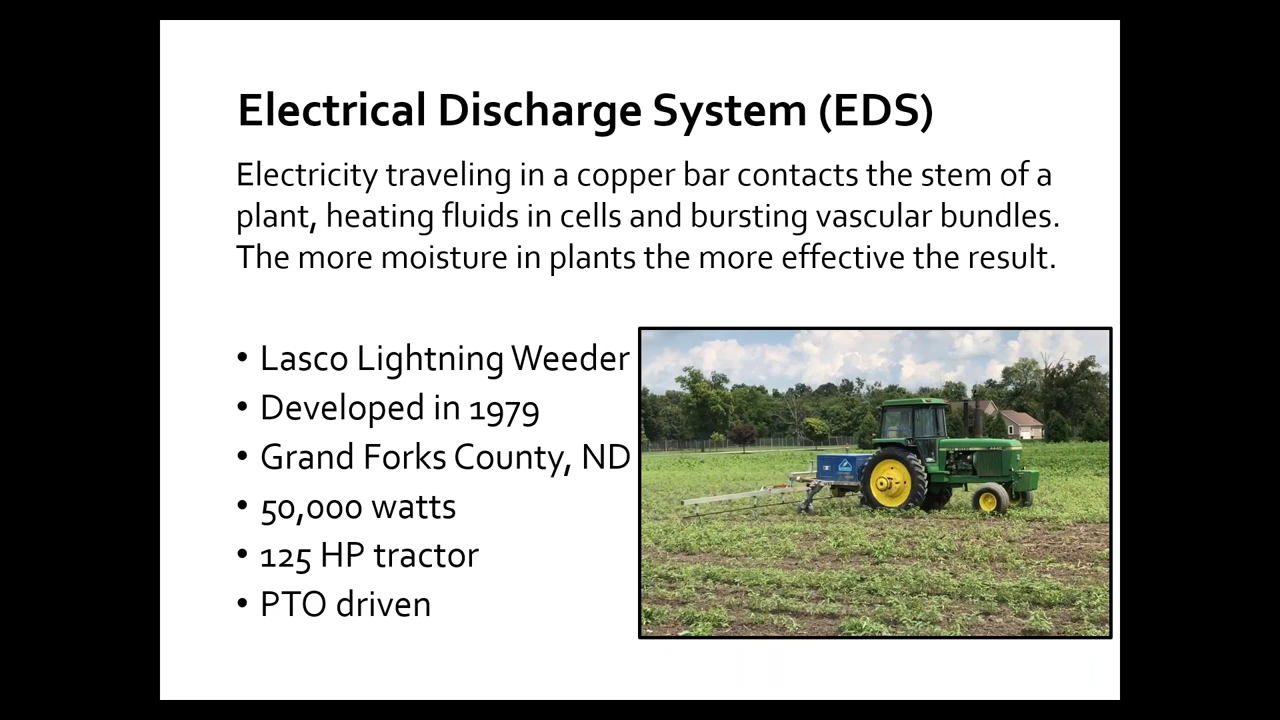 Electrical Discharge System (EDS)
Electricity traveling in a copper bar contacts the stem of a
plant, heating fluids in cells and bursting vascular bundles.
The more moisture in plants the more effective the result.
• Lasco Lightning Weeder
• Developed in 1979
• Grand Forks County, ND
• 50,000 watts
• 125 HP tractor
• PTO driven